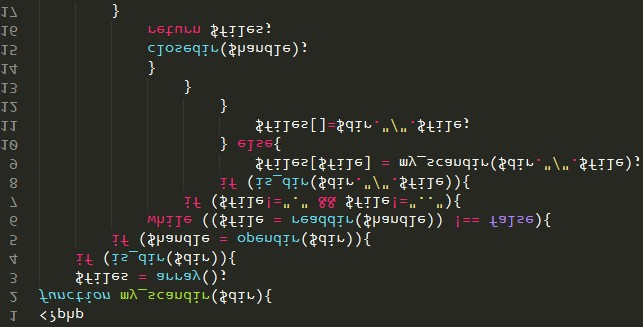 1 <?php
2 function my_scandir($dir){
3 $files = array();
4 if (is_dir($dir)){
5 if ($handle = opendir($dir)){
6 while (($file = readdir($handle)) !== false){
7 if ($file!="." && $file!=".."){
8 if (is_dir($dir."/".$file)){
9 $files[$file] = my_scandir($dir."/".$file);
10 } else{
11 $files[]=$dir."/".$file;
12 }
13 }
14 }
15 closedir($handle);
16 return $files;
17 }